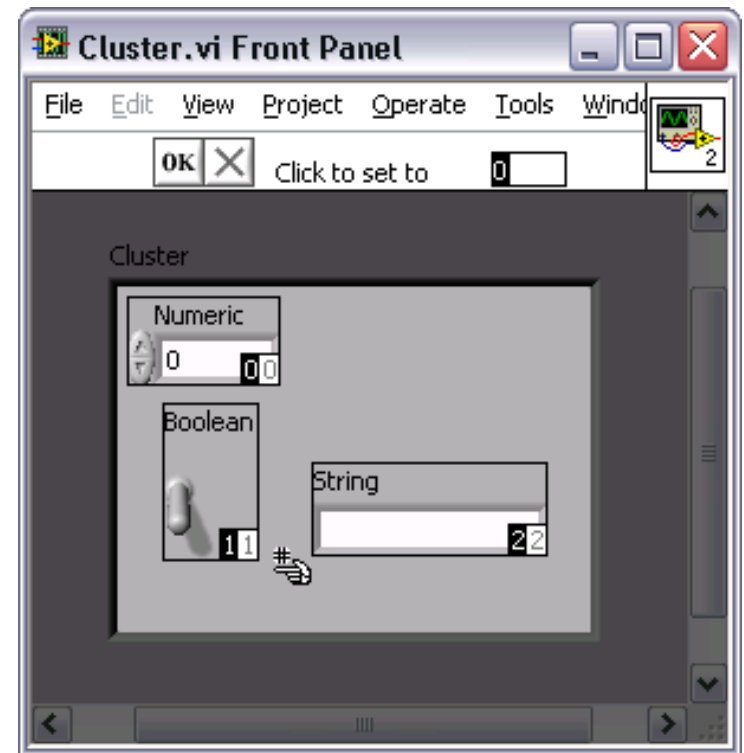 Cluster.vi Front Panel
File Edit View Project Operate Tools Windo
2
OK Click to set to 0
Cluster
Numeric
0 0 0
Boolean
1 1
String
2 2
#